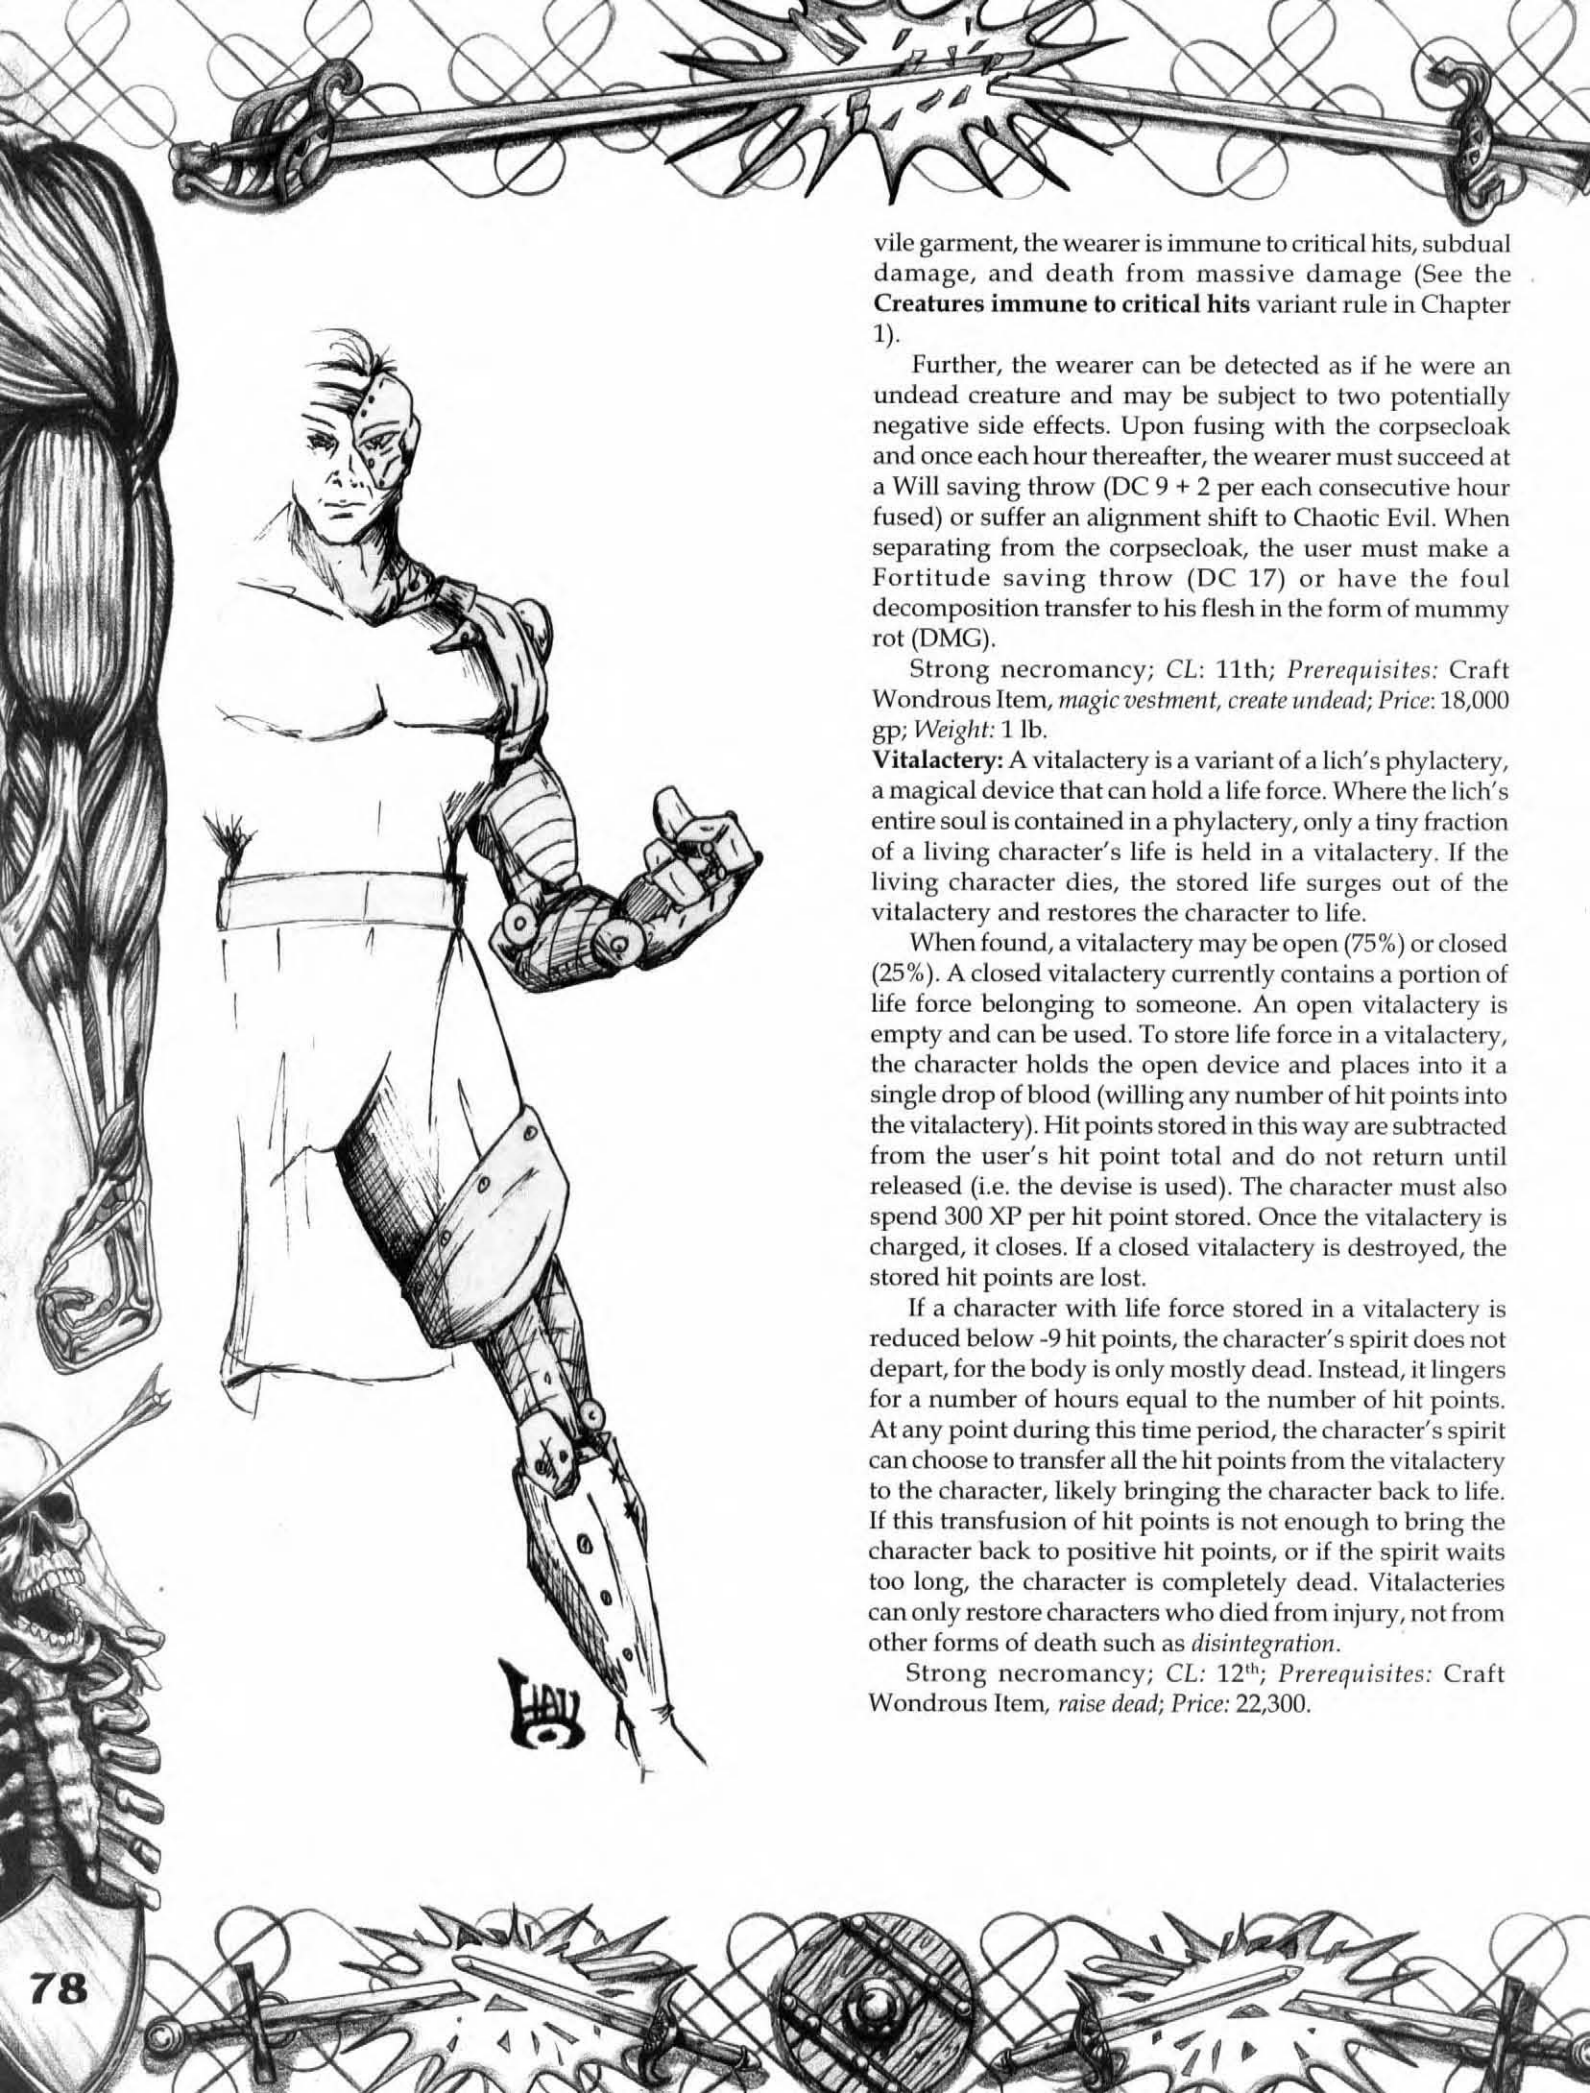 vile garment, the wearer is immune to critical hits, subdual
damage, and death from massive damage (See the
Creatures immune to critical hits variant rule in Chapter
1).
Further, the wearer can be detected as if he were an
undead creature and may be subject to two potentially
negative side effects. Upon fusing with the corpsecloak
and once each hour thereafter, the wearer must succeed at
a Will saving throw (DC 9 + 2 per each consecutive hour
fused) or suffer an alignment shift to Chaotic Evil. When
separating from the corpsecloak, the user must make a
Fortitude saving throw (DC 17) or have the foul
decomposition transfer to his flesh in the form of mummy
rot (DMG).
Strong necromancy; CL: 11th; Prerequisites: Craft
Wondrous Item, magic vestment, create undead; Price: 18,000
gp; Weight: 1 lb.
Vitalactery: A vitalactery is a variant of a lich's phylactery,
a magical device that can hold a life force. Where the lich's
entire soul is contained in a phylactery, only a tiny fraction
of a living character's life is held in a vitalactery. If the
living character dies, the stored life surges out of the
vitalactery and restores the character to life.
When found, a vitalactery may be open (75%) or closed
(25%). A closed vitalactery currently contains a portion of
life force belonging to someone. An open vitalactery is
empty and can be used. To store life force in a vitalactery,
the character holds the open device and places into it a
single drop of blood (willing any number of hit points into
the vitalactery). Hit points stored in this way are subtracted
from the user's hit point total and do not return until
released (i.e. the devise is used). The character must also
spend 300 XP per hit point stored. Once the vitalactery is
charged, it closes. If a closed vitalactery is destroyed, the
stored hit points are lost.
If a character with life force stored in a vitalactery is
reduced below -9 hit points, the character's spirit does not
depart, for the body is only mostly dead. Instead, it lingers
for a number of hours equal to the number of hit points.
At any point during this time period, the character's spirit
can choose to transfer all the hit points from the vitalactery
to the character, likely bringing the character back to life.
If this transfusion of hit points is not enough to bring the
character back to positive hit points, or if the spirit waits
too long, the character is completely dead. Vitalacteries
can only restore characters who died from injury, not from
other forms of death such as disintegration.
Strong necromancy; CL: 12th; Prerequisites: Craft
Wondrous Item, raise dead; Price: 22,300.
78